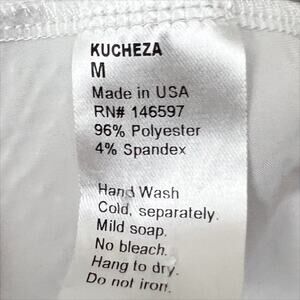 KUCHEZA
M
Made in USA
RN# 146597
96% Polyester
4% Spandex
Hand Wash
Cold, separately.
Mild soap.
No bleach.
Hang to dry.
Do not iron.